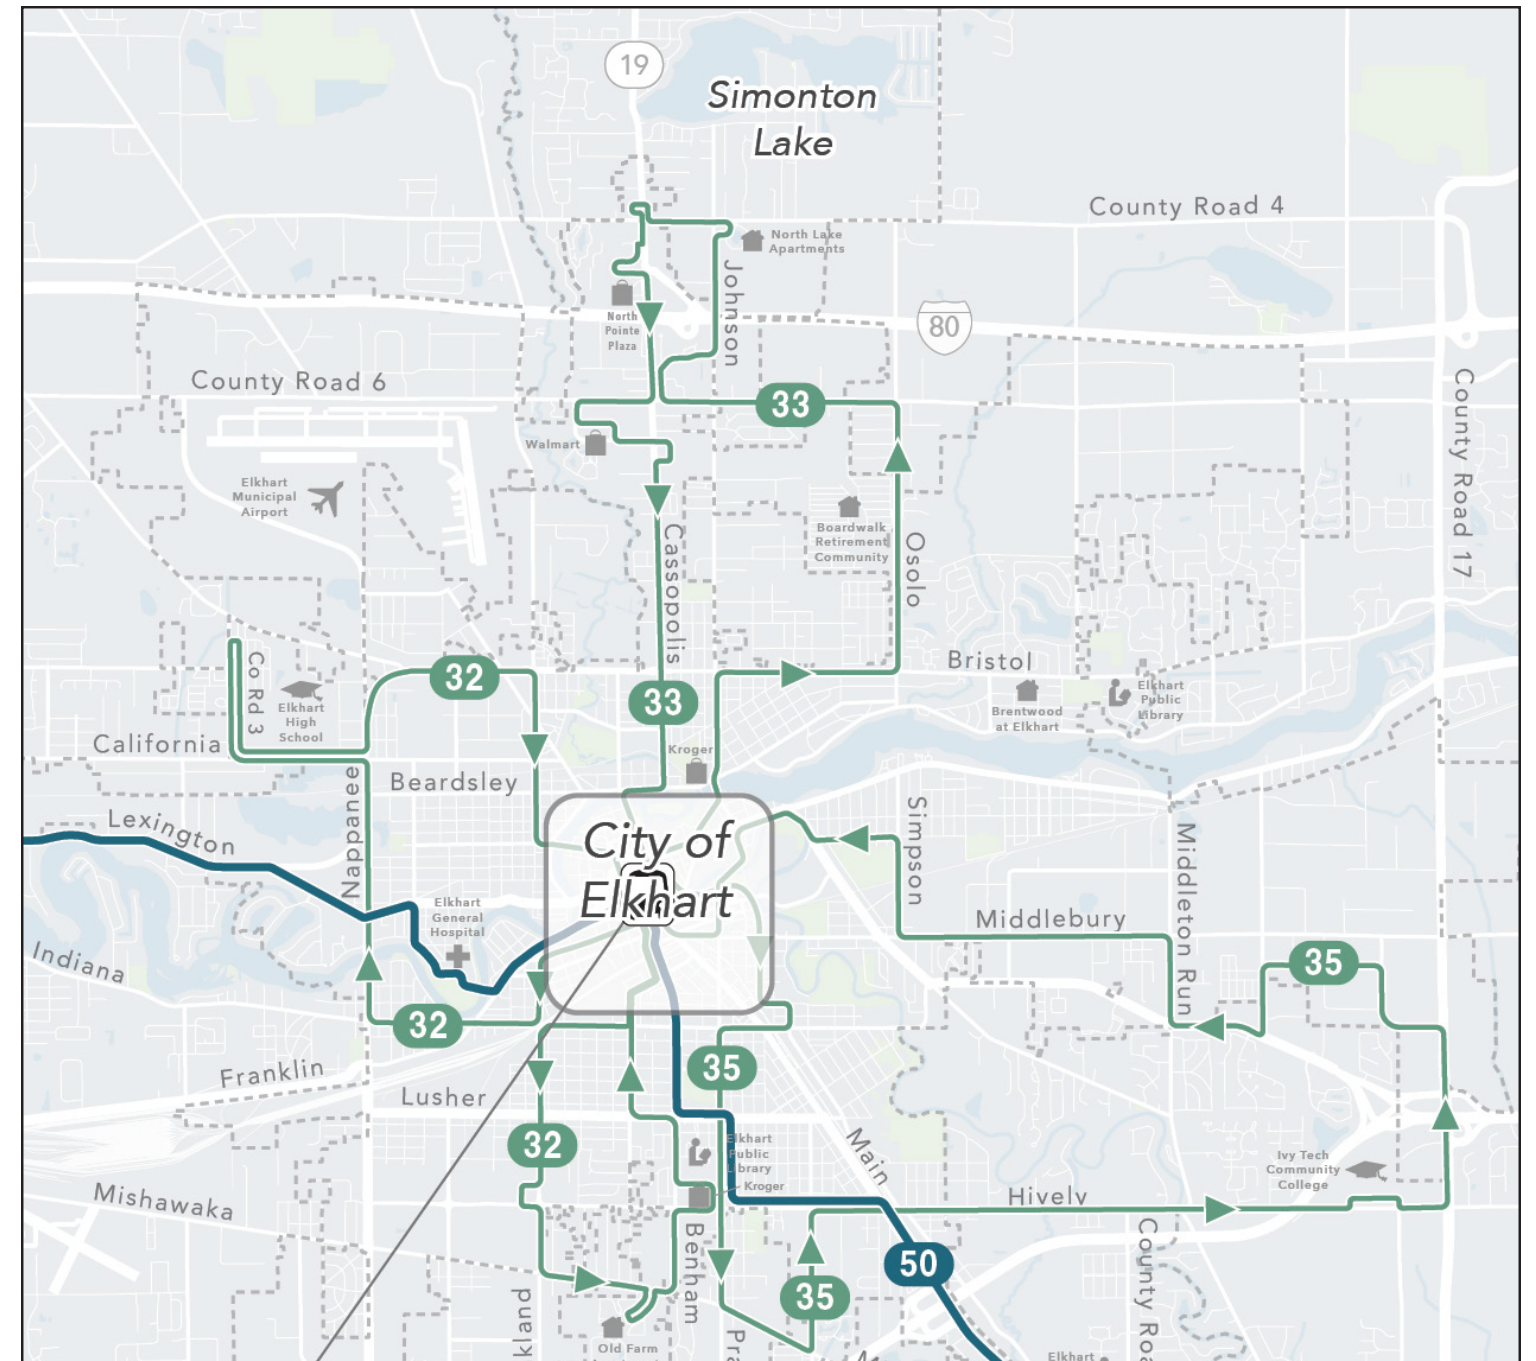 19
Simonton
Lake
County Road 4
North Lake
Apartments
Johnson
North
Pointe
Plaza
80
County Road 6
33
County Road 17
Walmart
Elkhart
Municipal
Airport
Boardwalk
Retirement
Community
Cassopolis
Osolo
Bristol
Co Rd 3
32
Elkhart
High
School
33
Brentwood
at Elkhart
Elkhart
Public
Library
California
Kroger
Beardsley
Nappanee
Lexington
City of
Elkhart
Simpson
Middleton Run
Elkhart
General
Hospital
Middlebury
Indiana
35
32
Franklin
35
Lusher
32
Elkhart
Public
Library
Kroger
Main
Ivy Tech
Community
College
Mishawaka
Hively
Benham
County Roa
50
35
kland
Pra
Old Farm
Elkhart